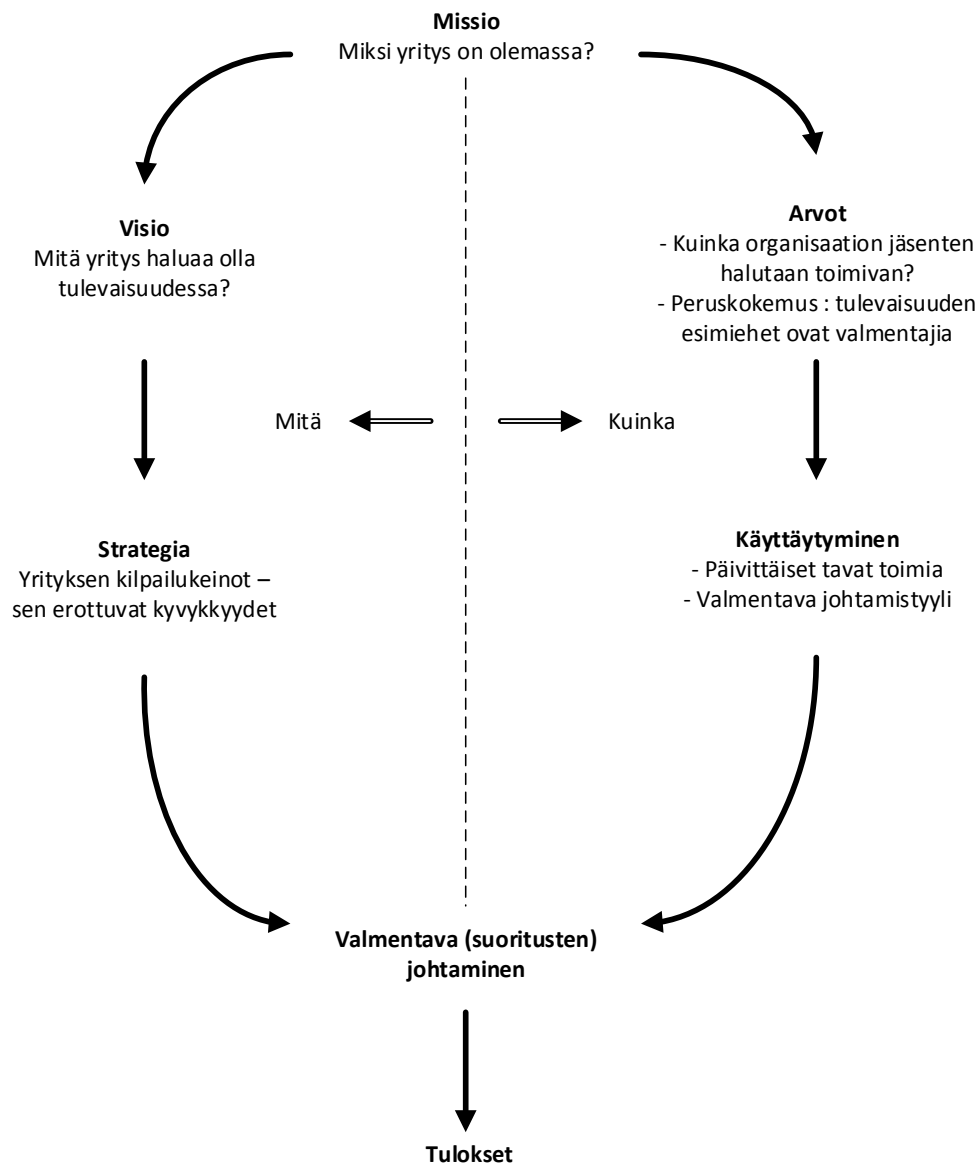 Missio
Miksi yritys on olemassa?
Visio
Mitä yritys haluaa olla
tulevaisuudessa?
Arvot
- Kuinka organisaation jäsenten
halutaan toimivan?
- Peruskokemus : tulevaisuuden
esimiehet ovat valmentajia
Mitä
Kuinka
Strategia
Yrityksen kilpailukeinot –
sen erottuvat kyvykkyydet
Käyttäytyminen
- Päivittäiset tavat toimia
- Valmentava johtamistyyli
Valmentava (suoritusten)
johtaminen
Tulokset